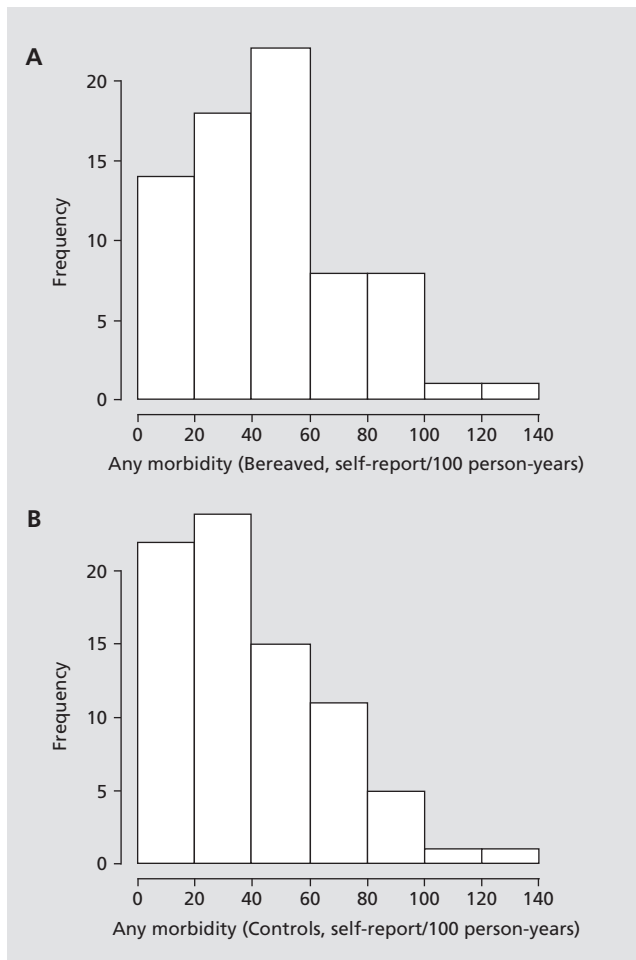 A
20
15
10
5
0
Frequency
0 20 40 60 80 100 120 140
Any morbidity (Bereaved, self-report/100 person-years)
B
20
15
10
5
0
Frequency
0 20 40 60 80 100 120 140
Any morbidity (Controls, self-report/100 person-years)